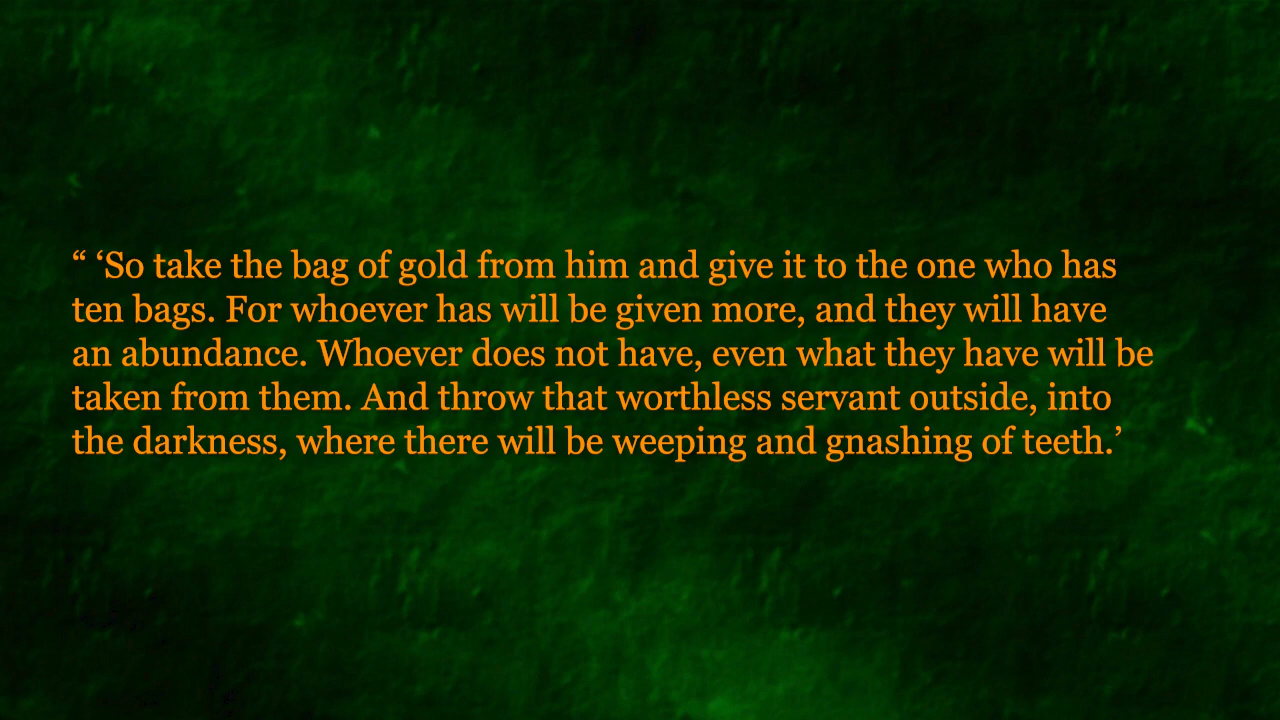 “ ‘So take the bag of gold from him and give it to the one who has
ten bags. For whoever has will be given more, and they will have
an abundance. Whoever does not have, even what they have will be
taken from them. And throw that worthless servant outside, into
the darkness, where there will be weeping and gnashing of teeth.’